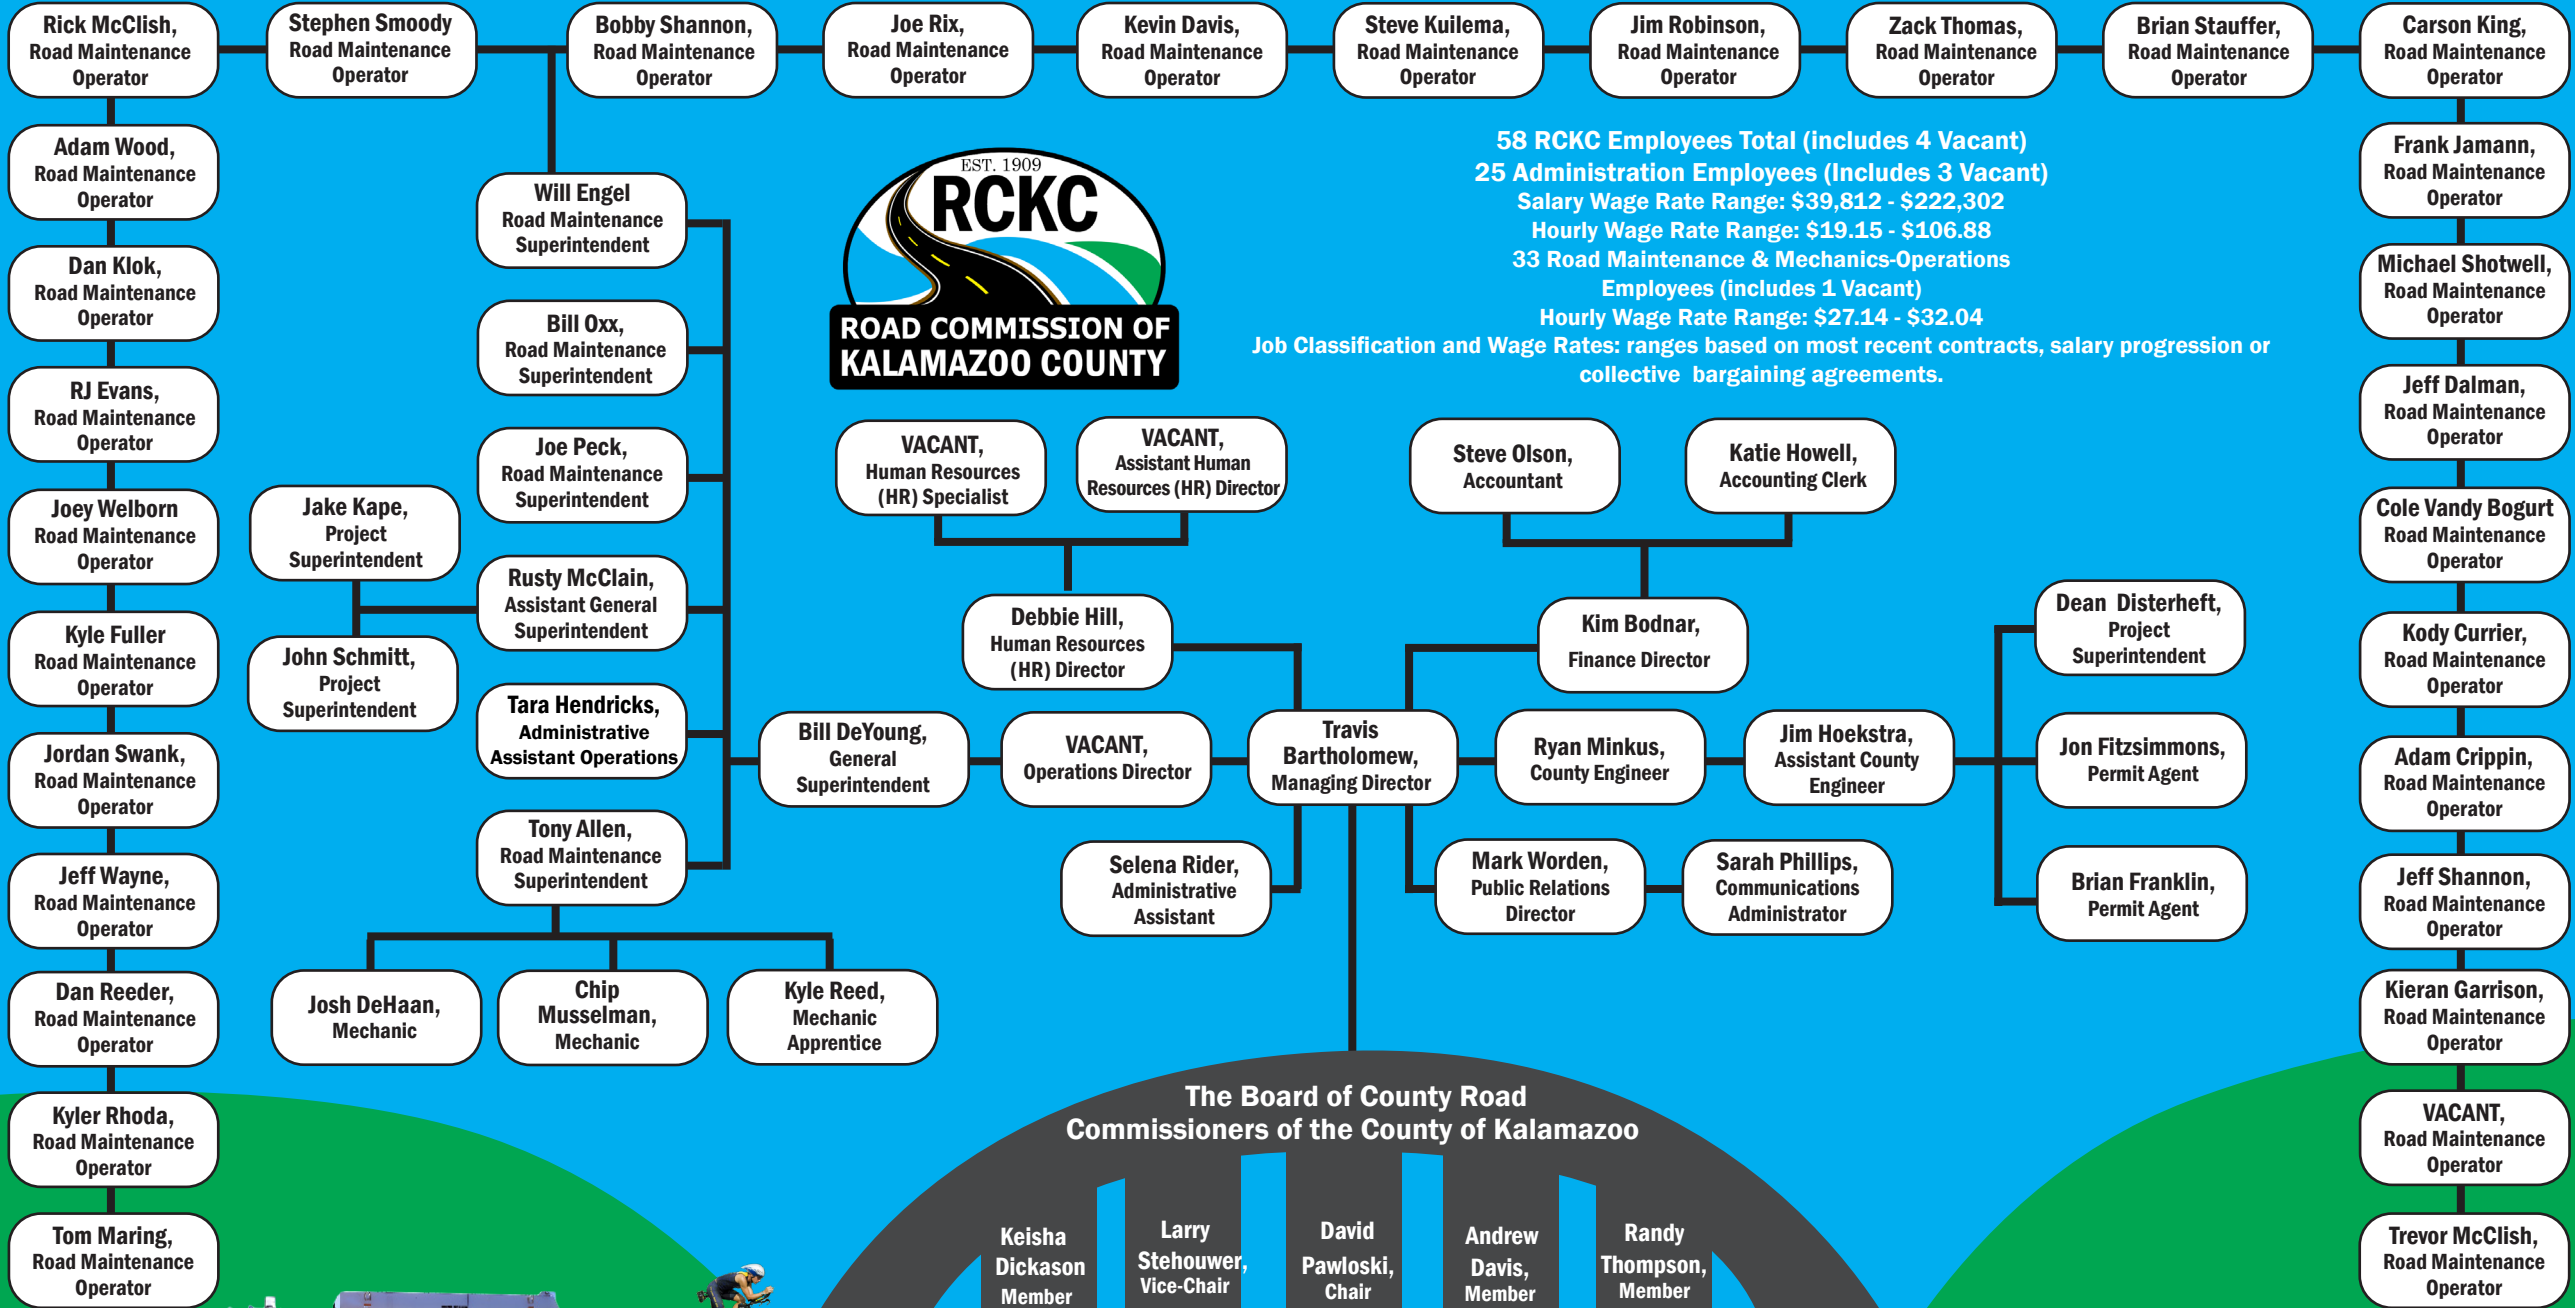 Rick McClish,
Road Maintenance
Operator
Stephen Smoody
Road Maintenance
Operator
Bobby Shannon,
Road Maintenance
Operator
Joe Rix,
Road Maintenance
Operator
Kevin Davis,
Road Maintenance
Operator
Steve Kuilema,
Road Maintenance
Operator
Jim Robinson,
Road Maintenance
Operator
Zack Thomas,
Road Maintenance
Operator
Brian Stauffer,
Road Maintenance
Operator
Carson King,
Road Maintenance
Operator
Adam Wood,
Road Maintenance
Operator
Dan Klok,
Road Maintenance
Operator
RJ Evans,
Road Maintenance
Operator
Joey Welborn
Road Maintenance
Operator
Kyle Fuller
Road Maintenance
Operator
Jordan Swank,
Road Maintenance
Operator
Jeff Wayne,
Road Maintenance
Operator
Dan Reeder,
Road Maintenance
Operator
Kyler Rhoda,
Road Maintenance
Operator
Tom Maring,
Road Maintenance
Operator
Will Engel
Road Maintenance
Superintendent
Bill Oxx,
Road Maintenance
Superintendent
Joe Peck,
Road Maintenance
Superintendent
Jake Kape,
Project
Superintendent
Rusty McClain,
Assistant General
Superintendent
John Schmitt,
Project
Superintendent
Tara Hendricks,
Administrative
Assistant Operations
Tony Allen,
Road Maintenance
Superintendent
Josh DeHaan,
Mechanic
Chip
Musselman,
Mechanic
Kyle Reed,
Mechanic
Apprentice
EST. 1909
RCKC
ROAD COMMISSION OF
KALAMAZOO COUNTY
58 RCKC Employees Total (includes 4 Vacant)
25 Administration Employees (Includes 3 Vacant)
Salary Wage Rate Range: $39,812 - $222,302
Hourly Wage Rate Range: $19.15 - $106.88
33 Road Maintenance & Mechanics-Operations
Employees (includes 1 Vacant)
Hourly Wage Rate Range: $27.14 - $32.04
Job Classification and Wage Rates: ranges based on most recent contracts, salary progression or
collective bargaining agreements.
VACANT,
Human Resources
(HR) Specialist
VACANT,
Assistant Human
Resources (HR) Director
Steve Olson,
Accountant
Katie Howell,
Accounting Clerk
Debbie Hill,
Human Resources
(HR) Director
Kim Bodnar,
Finance Director
Bill DeYoung,
General
Superintendent
VACANT,
Operations Director
Travis
Bartholomew,
Managing Director
Ryan Minkus,
County Engineer
Jim Hoekstra,
Assistant County
Engineer
Dean Disterheft,
Project
Superintendent
Jon Fitzsimmons,
Permit Agent
Brian Franklin,
Permit Agent
Selena Rider,
Administrative
Assistant
Mark Worden,
Public Relations
Director
Sarah Phillips,
Communications
Administrator
Frank Jamann,
Road Maintenance
Operator
Michael Shotwell,
Road Maintenance
Operator
Jeff Dalman,
Road Maintenance
Operator
Cole Vandy Bogurt
Road Maintenance
Operator
Kody Currier,
Road Maintenance
Operator
Adam Crippin,
Road Maintenance
Operator
Jeff Shannon,
Road Maintenance
Operator
Kieran Garrison,
Road Maintenance
Operator
VACANT,
Road Maintenance
Operator
Trevor McClish,
Road Maintenance
Operator
The Board of County Road
Commissioners of the County of Kalamazoo
Keisha
Dickason
Member
Larry
Stehouwer,
Vice-Chair
David
Pawloski,
Chair
Andrew
Davis,
Member
Randy
Thompson,
Member